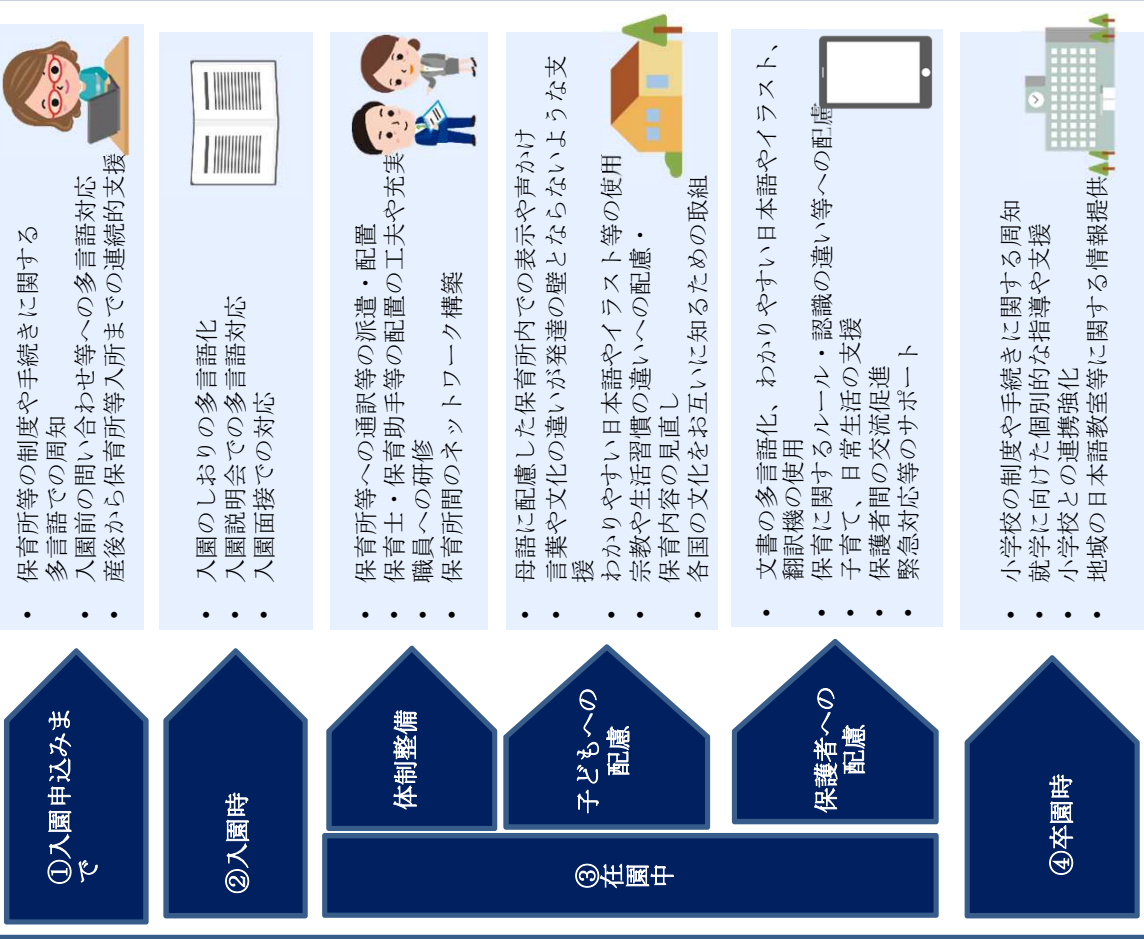 ①入園申込みま
で
・ 保育所等の制度や手続きに関する
多言語での周知
・ 入園前の問い合わせ等への多言語対応
・ 産後から保育所等入所までの連続的支援
②入園時
・ 入園のしおりの多言語化
・ 入園説明会での多言語対応
・ 入園面接での対応
③在園中
体制整備
・ 保育所等への通訳等の派遣・配置
・ 保育士・保育助手等の配置の工夫や充実
・ 職員への研修
・ 保育所間のネットワーク構築
子どもへの
配慮
・ 母語に配慮した保育所内での表示や声かけ
・ 言葉や文化の違いが発達の壁とならないような支
援
・ わかりやすい日本語やイラスト等の使用
・ 宗教や生活習慣の違いへの配慮・
保育内容の見直し
・ 各国の文化をお互いに知るための取組
保護者への
配慮
・ 文書の多言語化、わかりやすい日本語やイラスト、
翻訳機の使用
・ 保育に関するルール・認識の違い等への配慮
・ 子育て、日常生活の支援
・ 保護者間の交流促進
・ 緊急対応等のサポート
④卒園時
・ 小学校の制度や手続きに関する周知
・ 就学に向けた個別的な指導や支援
・ 小学校との連携強化
・ 地域の日本語教室等に関する情報提供